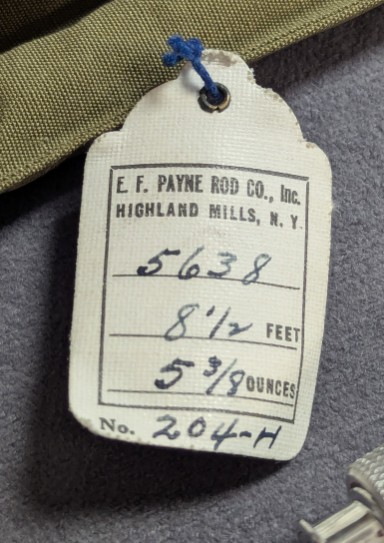 E. F. PAYNE ROD CO., Inc.
HIGHLAND MILLS, N. Y.
5638
8 1/2 FEET
5 3/8 OUNCES
No. 204-H